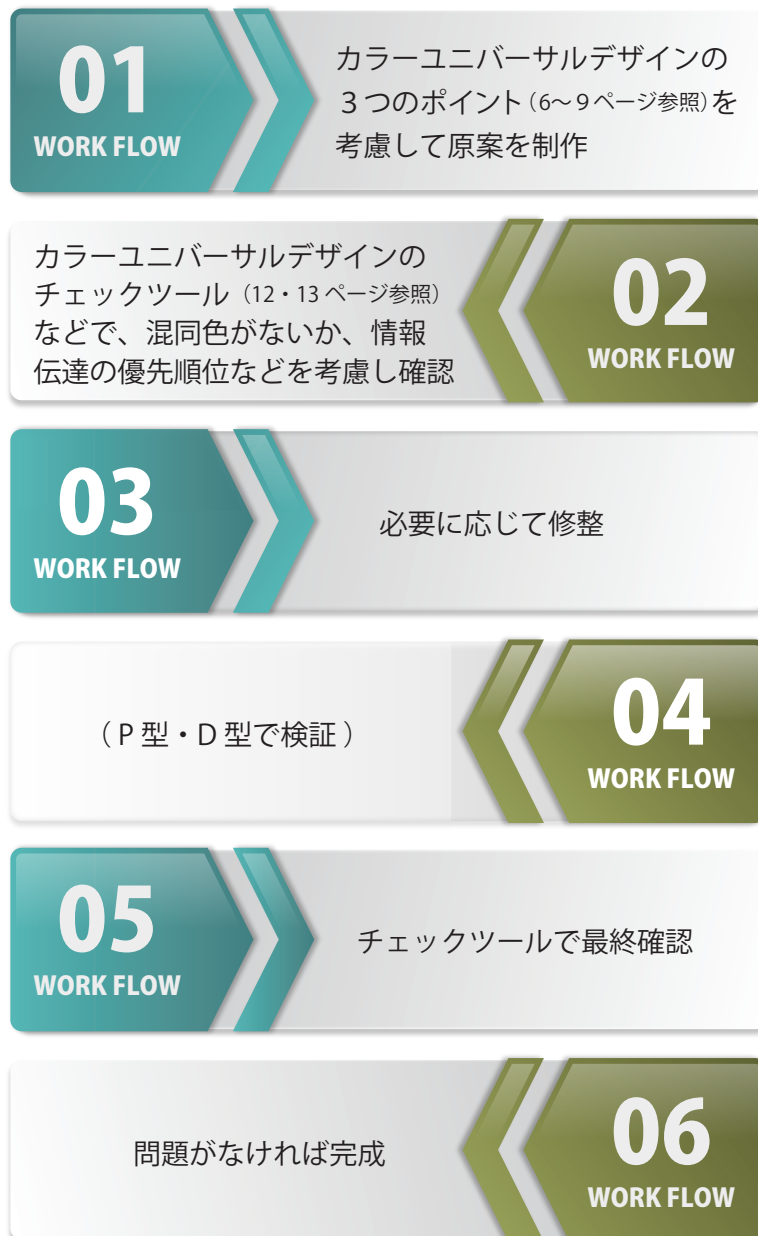 01
WORK FLOW
カラーユニバーサルデザインの
３つのポイント（6〜９ページ参照）を
考慮して原案を制作
カラーユニバーサルデザインの
チェックツール（12・13 ページ参照）
などで、混同色がないか、情報
伝達の優先順位などを考慮し確認
02
WORK FLOW
03
WORK FLOW
必要に応じて修整
（ P 型・D 型で検証 ）
04
WORK FLOW
05
WORK FLOW
チェックツールで最終確認
問題がなければ完成
06
WORK FLOW